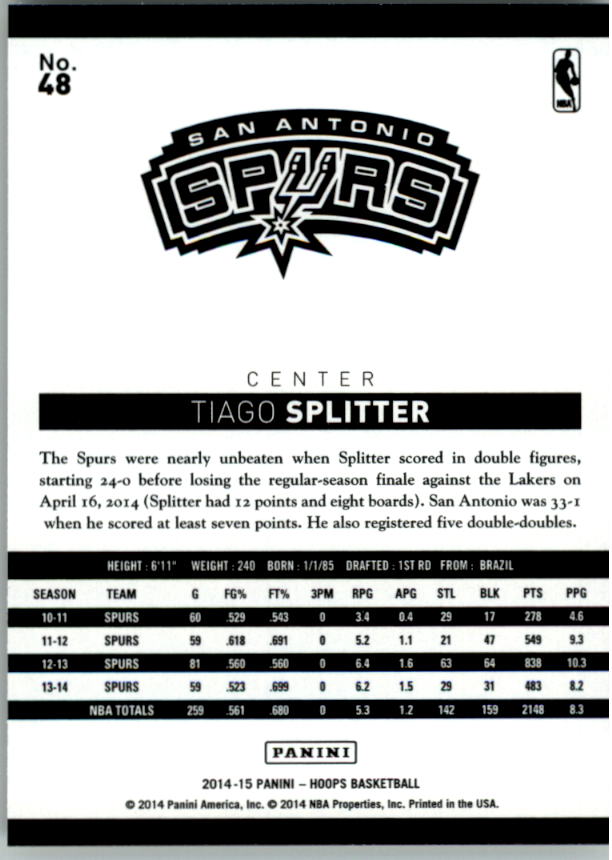 No.
48
NBA
SAN ANTONIO
SPURS
CENTER
TIAGO SPLITTER
The Spurs were nearly unbeaten when Splitter scored in double figures,
starting 24-0 before losing the regular-season finale against the Lakers on
April 16, 2014 (Splitter had 12 points and eight boards). San Antonio was 33-1
when he scored at least seven points. He also registered five double-doubles.
HEIGHT : 6'11" WEIGHT : 240 BORN : 1/1/85 DRAFTED : 1ST RD FROM : BRAZIL
SEASON TEAM G FG% FT% 3PM RPG APG STL BLK PTS PPG
10-11 SPURS 60 .529 .543 0 3.4 0.4 29 17 278 4.6
11-12 SPURS 59 .618 .691 0 5.2 1.1 21 47 549 9.3
12-13 SPURS 81 .560 .560 0 6.4 1.6 63 64 838 10.3
13-14 SPURS 59 .523 .699 0 6.2 1.5 29 31 483 8.2
NBA TOTALS 259 .561 .680 0 5.3 1.2 142 159 2148 8.3
PANINI
2014-15 PANINI – HOOPS BASKETBALL
© 2014 Panini America, Inc. © 2014 NBA Properties, Inc. Printed in the USA.